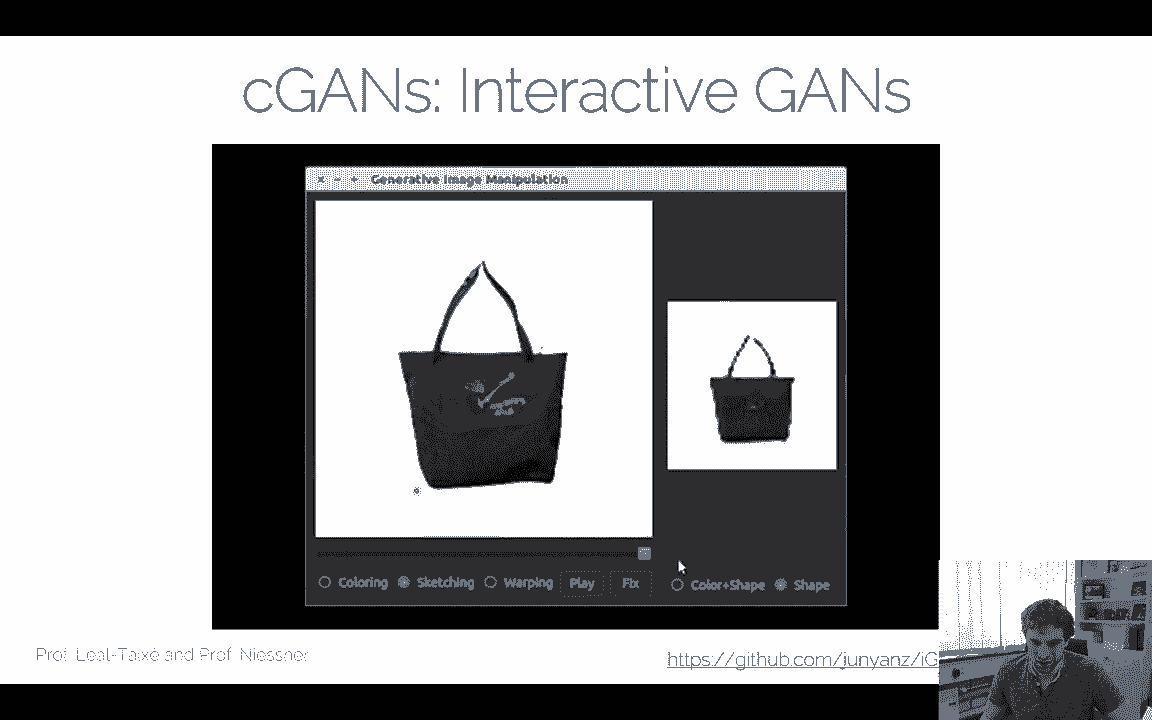 cGANs: Interactive GANs
x - + Generative Image Manipulation
Coloring Sketching Warping Play Fix
Color+Shape Shape
Prof. Leal-Taixé and Prof. Niessner
https://github.com/junyanz/iG